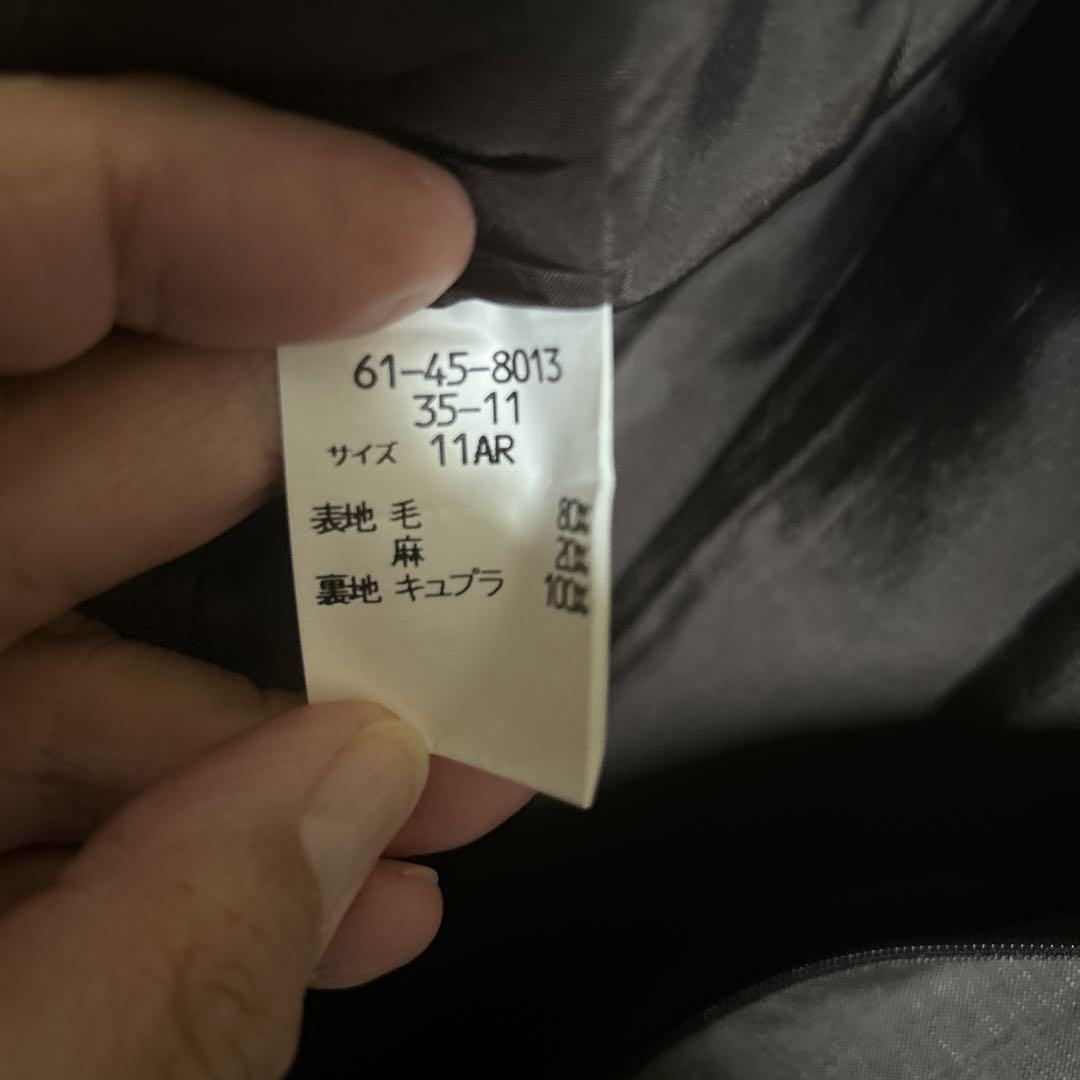 61-45-8013
35-11
サイズ 11AR
表地 毛 80%
麻 20%
裏地 キュプラ 100%